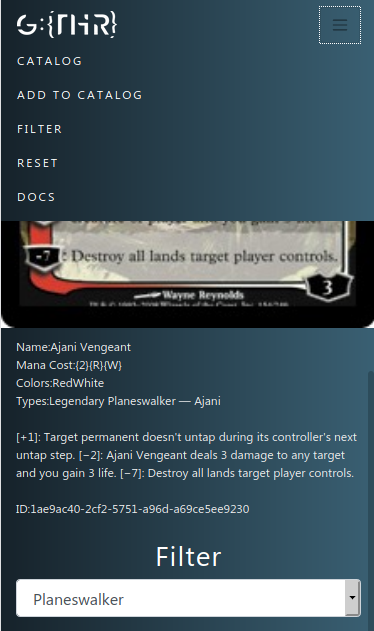 G:{THR}
CATALOG
ADD TO CATALOG
FILTER
RESET
DOCS
-7 : Destroy all lands target player controls.
Wayne Reynolds
3
Name:Ajani Vengeant
Mana Cost:{2}{R}{W}
Colors:RedWhite
Types:Legendary Planeswalker — Ajani
[+1]: Target permanent doesn't untap during its controller's next
untap step. [−2]: Ajani Vengeant deals 3 damage to any target
and you gain 3 life. [−7]: Destroy all lands target player controls.
ID:1ae9ac40-2cf2-5751-a96d-a69ce5ee9230
Filter
Planeswalker